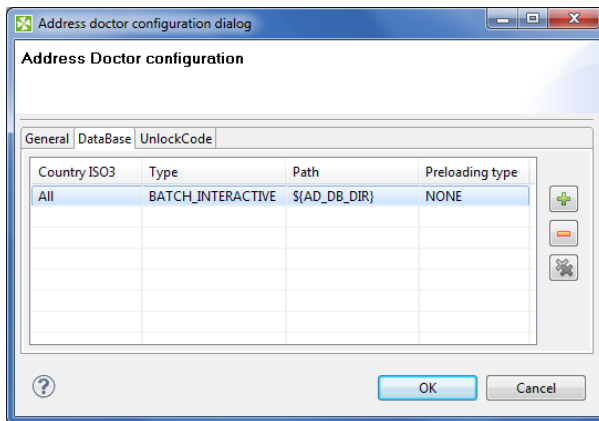 Address doctor configuration dialog
Address Doctor configuration
General DataBase UnlockCode
Country ISO3 Type Path Preloading type
All BATCH_INTERACTIVE ${AD_DB_DIR} NONE
OK Cancel